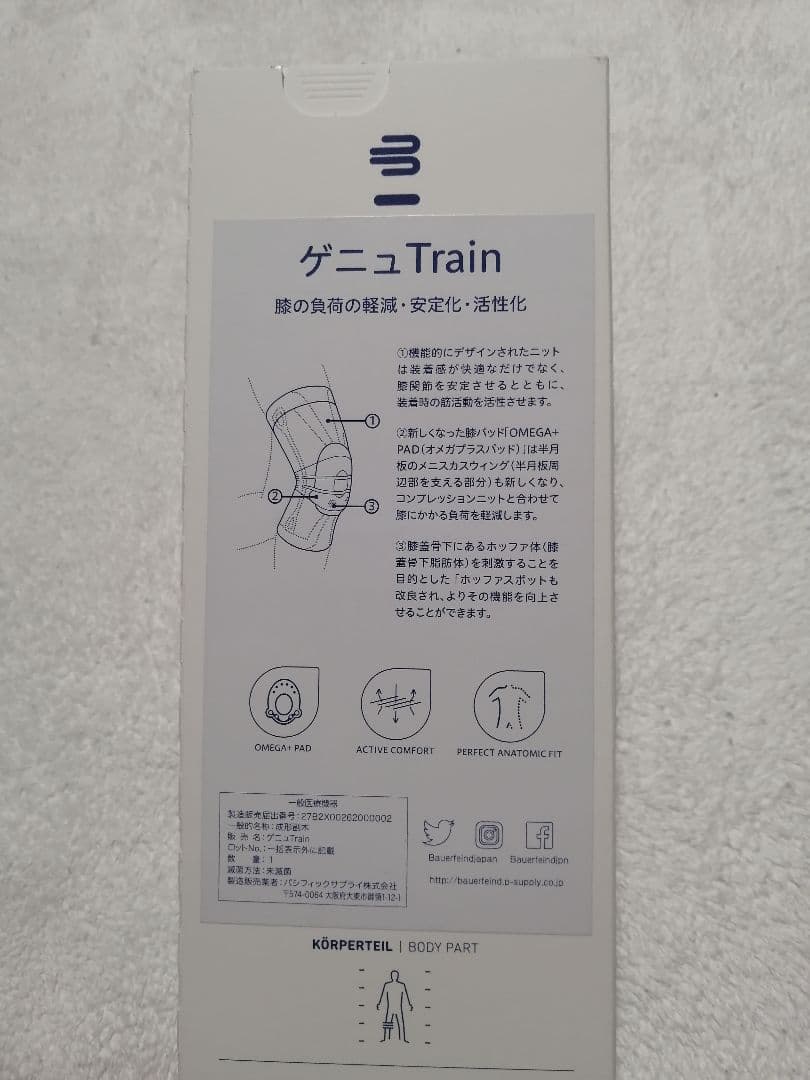 ゲニュTrain
膝の負荷の軽減・安定化・活性化
①機能的にデザインされたニット
は装着感が快適なだけでなく、
膝関節を安定させるとともに、
装着時の筋活動を活性させます。
②新しくなった膝パッド「OMEGA+
PAD（オメガプラスパッド）」は半月
板のメニスカスウィング（半月板周
辺部を支える部分）も新しくなり、
コンプレッションニットと合わせて
膝にかかる負荷を軽減します。
③膝蓋骨下にあるホッファ体（膝
蓋骨下脂肪体）を刺激することを
目的とした「ホッファスポットも
改良され、よりその機能を向上さ
せることができます。
①
②
③
OMEGA+ PAD
ACTIVE COMFORT
PERFECT ANATOMIC FIT
一般医療機器
製造販売届出番号：27B2X00262000002
一般的名称：成形副木
販 売 名：ゲニュTrain
ロットNo.：一括表示外に記載
数 量：1
滅菌方法：未滅菌
製造販売業者：パシフィックサプライ株式会社
〒574-0064 大阪府大東市御領1-12-1
Bauerfeindjapan
Bauerfeindjpn
http://bauerfeind.p-supply.co.jp
KÖRPERTEIL | BODY PART